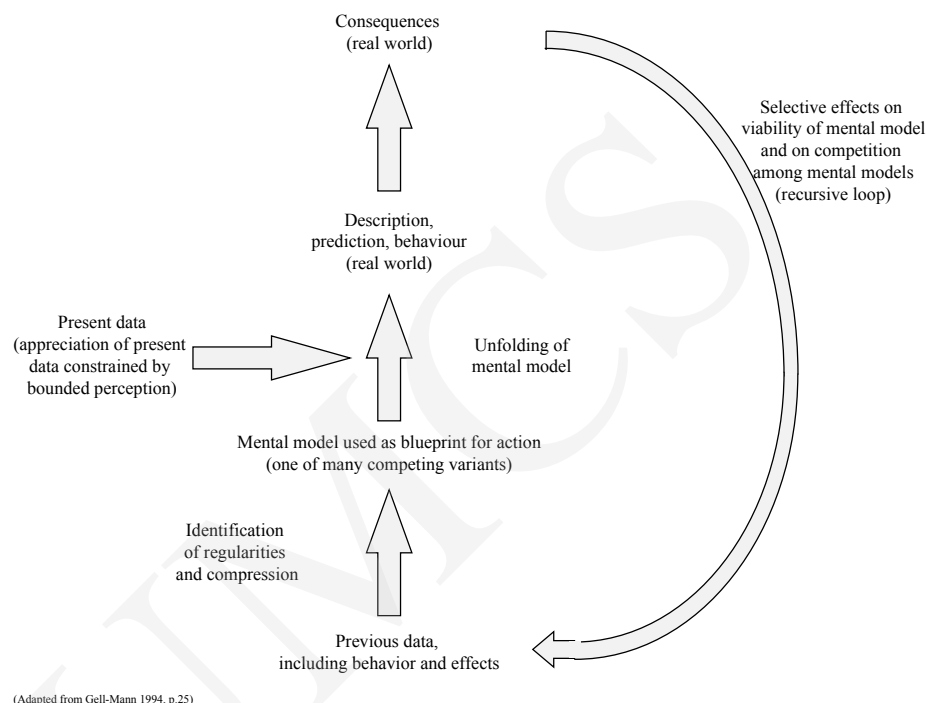 Consequences
(real world)
Selective effects on
viability of mental model
and on competition
among mental models
(recursive loop)
Description,
prediction, behaviour
(real world)
Present data
(appreciation of present
data constrained by
bounded perception)
Unfolding of
mental model
Mental model used as blueprint for action
(one of many competing variants)
Identification
of regularities
and compression
Previous data,
including behavior and effects
(Adapted from Gell-Mann 1994, p.25)
UMCS